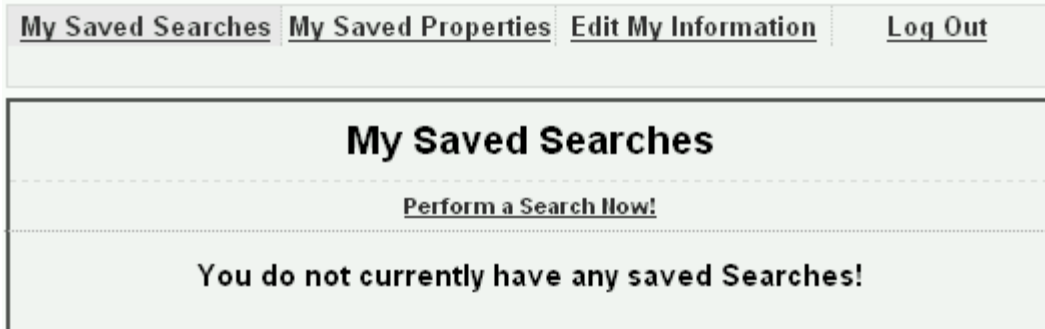 My Saved Searches My Saved Properties Edit My Information Log Out
My Saved Searches
Perform a Search Now!
You do not currently have any saved Searches!